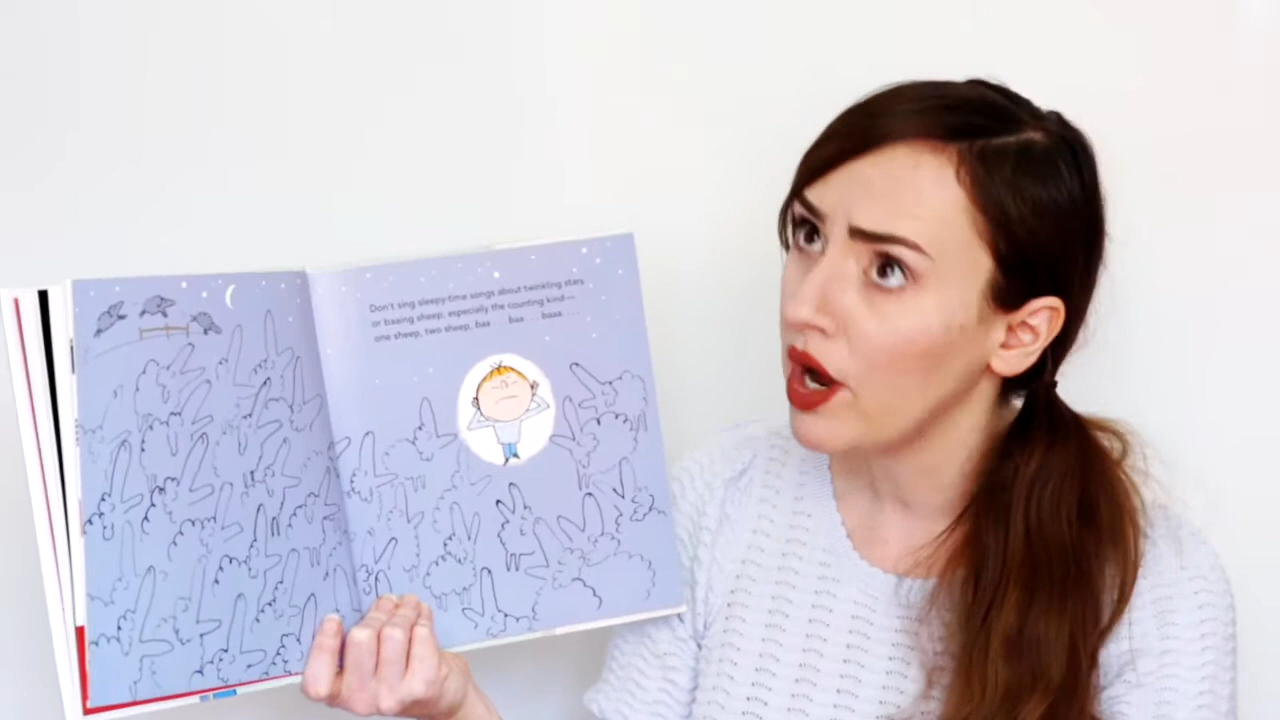 Don't sing sleepy-time songs about twinkling stars
or baaing sheep, especially the counting kind—
one sheep, two sheep, baa . . . baa . . . baaa. . . .